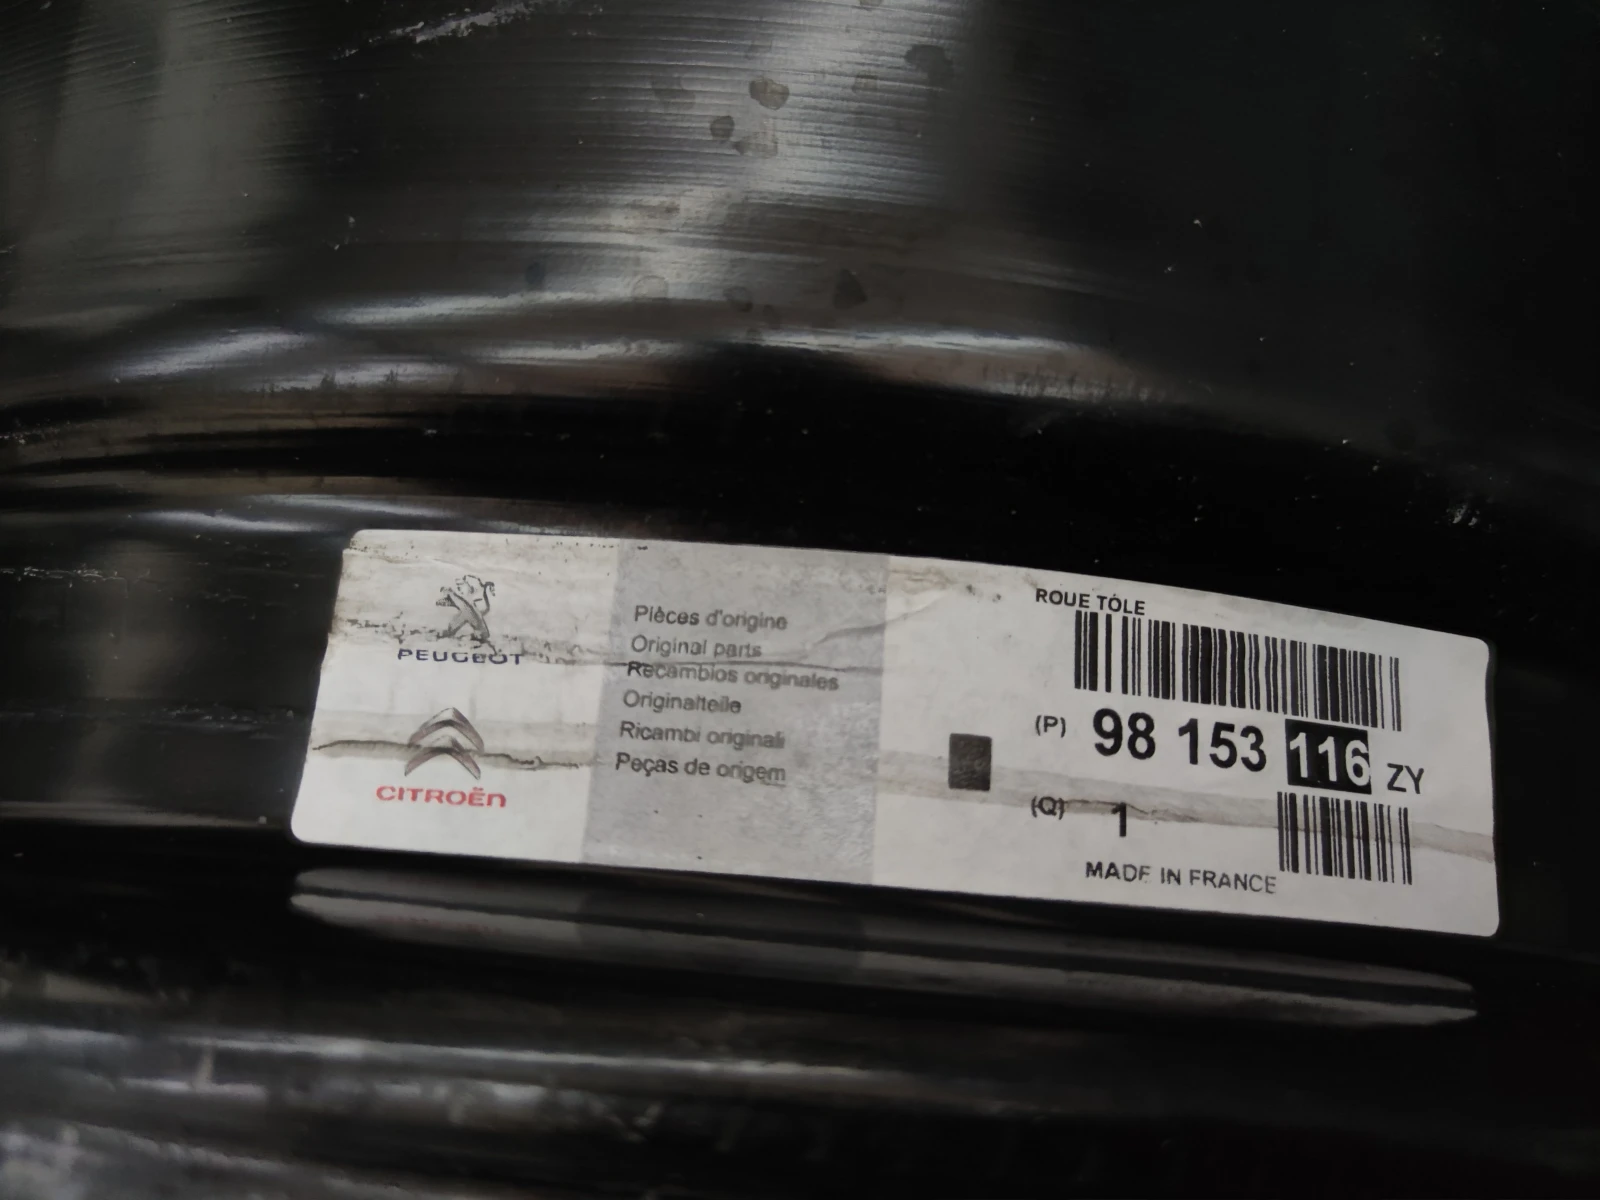 PEUGEOT
CITROËN
Pièces d'origine
Original parts
Recambios originales
Originalteile
Ricambi originali
Peças de origem
ROUE TÔLE
(P) 98 153 116 ZY
(Q) 1
MADE IN FRANCE